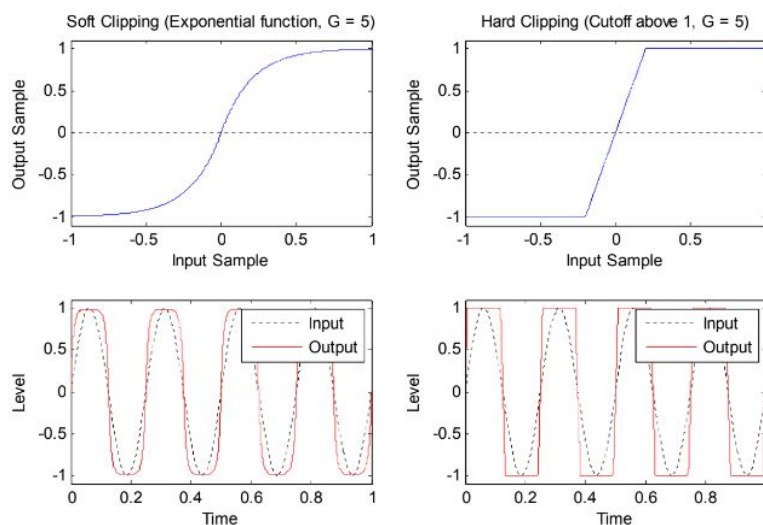 Soft Clipping (Exponential function, G = 5)
1
0.5
0
-0.5
-1
Output Sample
-1
-0.5
0
0.5
1
Input Sample
Hard Clipping (Cutoff above 1, G = 5)
1
0.5
0
-0.5
-1
Output Sample
-1
-0.5
0
0.5
Input Sample
1
0.5
0
-0.5
-1
Level
Input
Output
0
0.2
0.4
0.6
0.8
1
Time
1
0.5
0
-0.5
-1
Level
Input
Output
0
0.2
0.4
0.6
0.8
Time